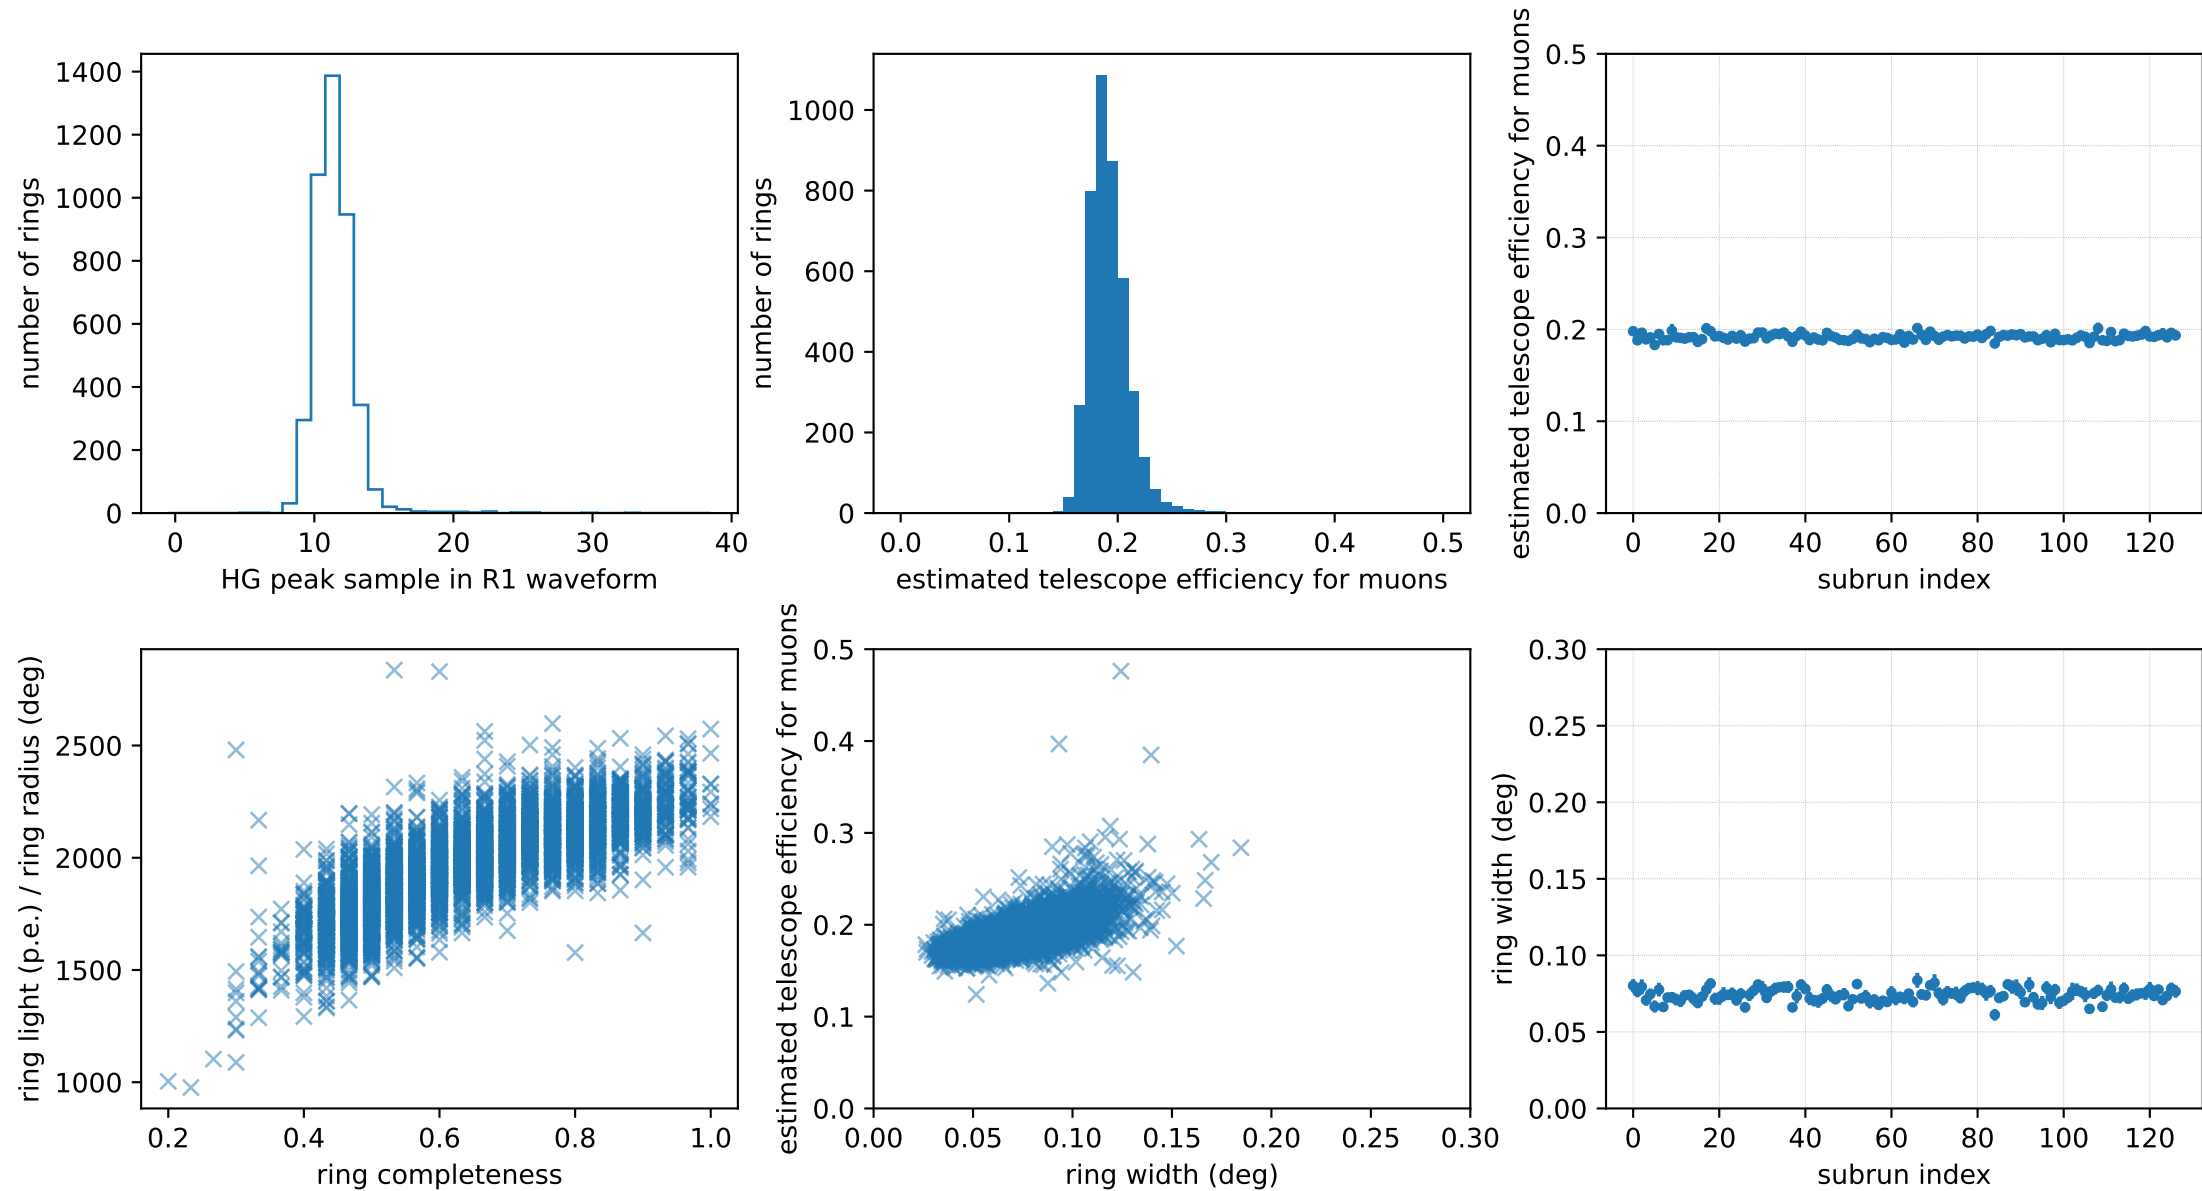 number of rings
1400
1200
1000
800
600
400
200
0
0 10 20 30 40
HG peak sample in R1 waveform
number of rings
1000
800
600
400
200
0
0.0 0.1 0.2 0.3 0.4 0.5
estimated telescope efficiency for muons
estimated telescope efficiency for muons
0.5
0.4
0.3
0.2
0.1
0.0
0 20 40 60 80 100 120
subrun index
ring light (p.e.) / ring radius (deg)
2500
2000
1500
1000
0.2 0.4 0.6 0.8 1.0
ring completeness
estimated telescope efficiency for muons
0.5
0.4
0.3
0.2
0.1
0.0
0.00 0.05 0.10 0.15 0.20 0.25 0.30
ring width (deg)
ring width (deg)
0.30
0.25
0.20
0.15
0.10
0.05
0.00
0 20 40 60 80 100 120
subrun index